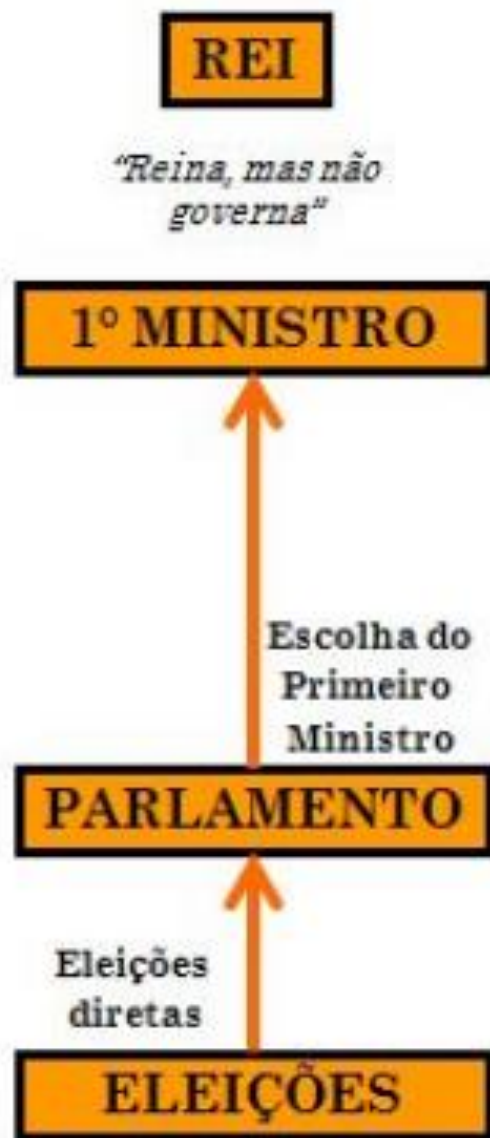 REI
“Reina, mas não
governa”
1º MINISTRO
Escolha do
Primeiro
Ministro
PARLAMENTO
Eleições
diretas
ELEIÇÕES